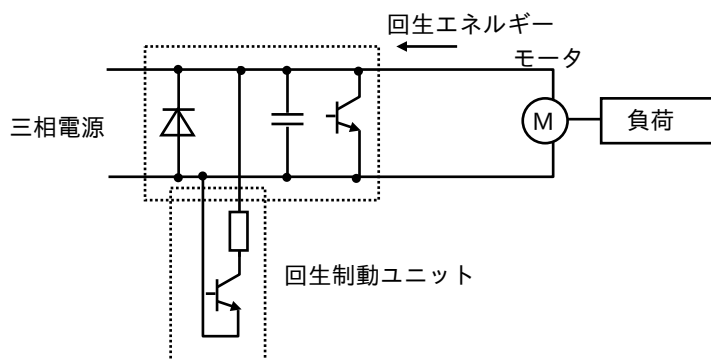 回生エネルギー
モータ
三相電源
M
負荷
回生制動ユニット